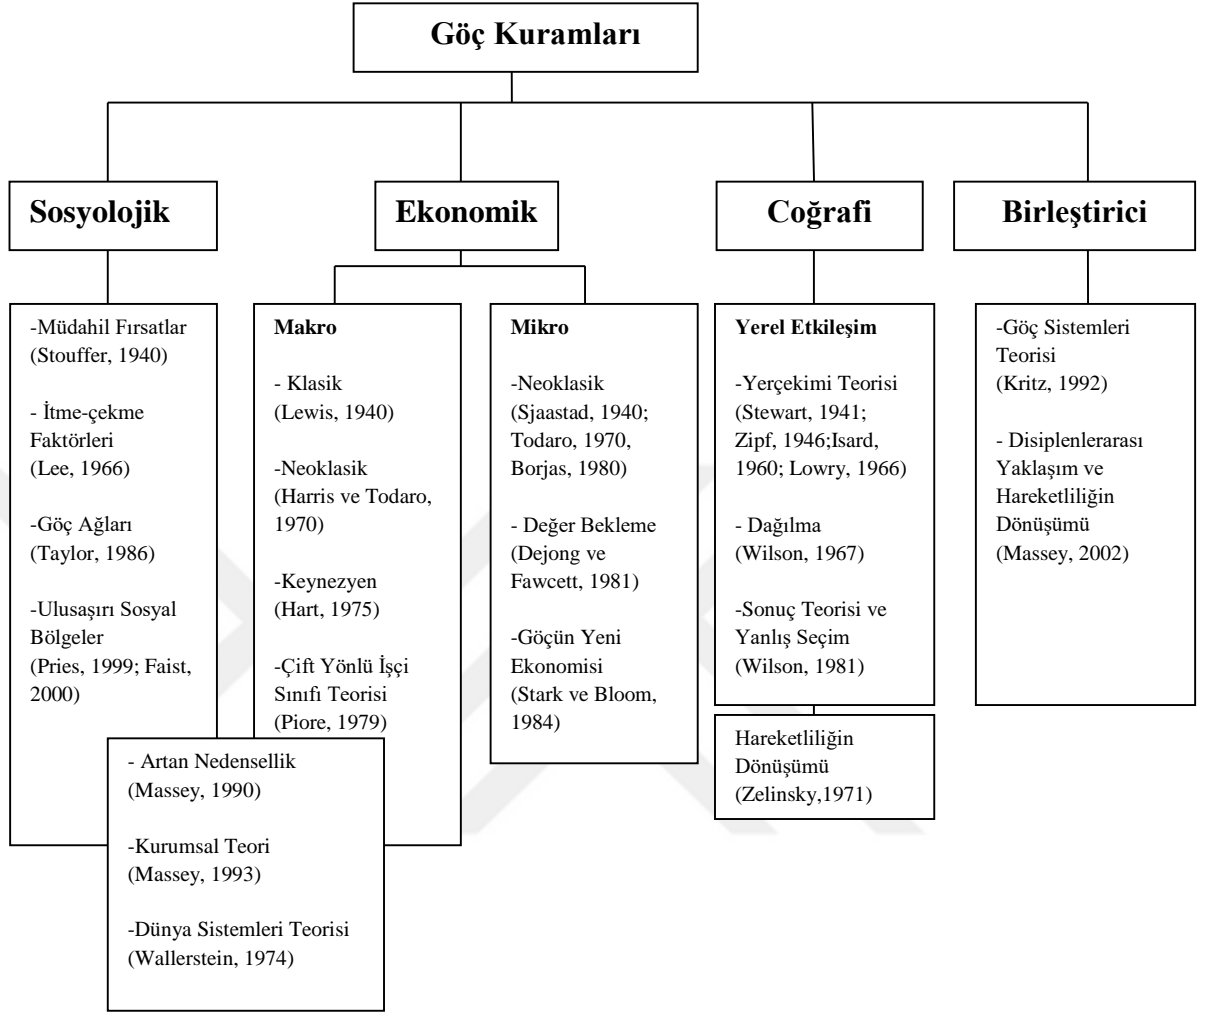 Göç Kuramları
Sosyolojik
Ekonomik
Coğrafi
Birleştirici
-Müdahil Fırsatlar
(Stouffer, 1940)
- İtme-çekme
Faktörleri
(Lee, 1966)
-Göç Ağları
(Taylor, 1986)
-Ulusaşırı Sosyal
Bölgeler
(Pries, 1999; Faist,
2000)
Makro
- Klasik
(Lewis, 1940)
-Neoklasik
(Harris ve Todaro,
1970)
-Keynezyen
(Hart, 1975)
-Çift Yönlü İşçi
Sınıfı Teorisi
(Piore, 1979)
- Artan Nedensellik
(Massey, 1990)
-Kurumsal Teori
(Massey, 1993)
-Dünya Sistemleri Teorisi
(Wallerstein, 1974)
Mikro
-Neoklasik
(Sjaastad, 1940;
Todaro, 1970,
Borjas, 1980)
- Değer Bekleme
(Dejong ve
Fawcett, 1981)
-Göçün Yeni
Ekonomisi
(Stark ve Bloom,
1984)
Yerel Etkileşim
-Yerçekimi Teorisi
(Stewart, 1941;
Zipf, 1946;Isard,
1960; Lowry, 1966)
- Dağılma
(Wilson, 1967)
-Sonuç Teorisi ve
Yanlış Seçim
(Wilson, 1981)
Hareketliliğin
Dönüşümü
(Zelinsky,1971)
-Göç Sistemleri
Teorisi
(Kritz, 1992)
- Disiplenlerarası
Yaklaşım ve
Hareketliliğin
Dönüşümü
(Massey, 2002)